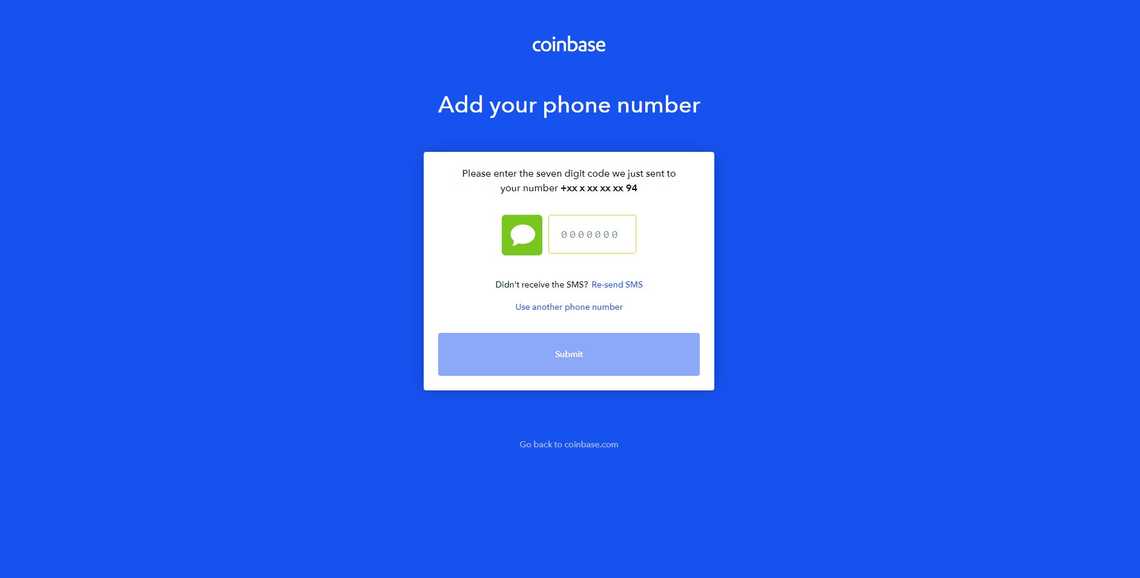 coinbase
Add your phone number
Please enter the seven digit code we just sent to
your number +xx x xx xx xx 94
0000000
Didn't receive the SMS? Re-send SMS
Use another phone number
Submit
Go back to coinbase.com